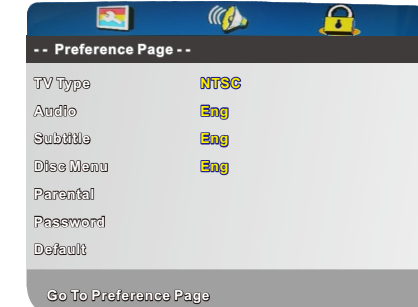 -- Preference Page --
TV Type NTSC
Audio Eng
Subtitle Eng
Disc Menu Eng
Parental
Password
Default
Go To Preference Page